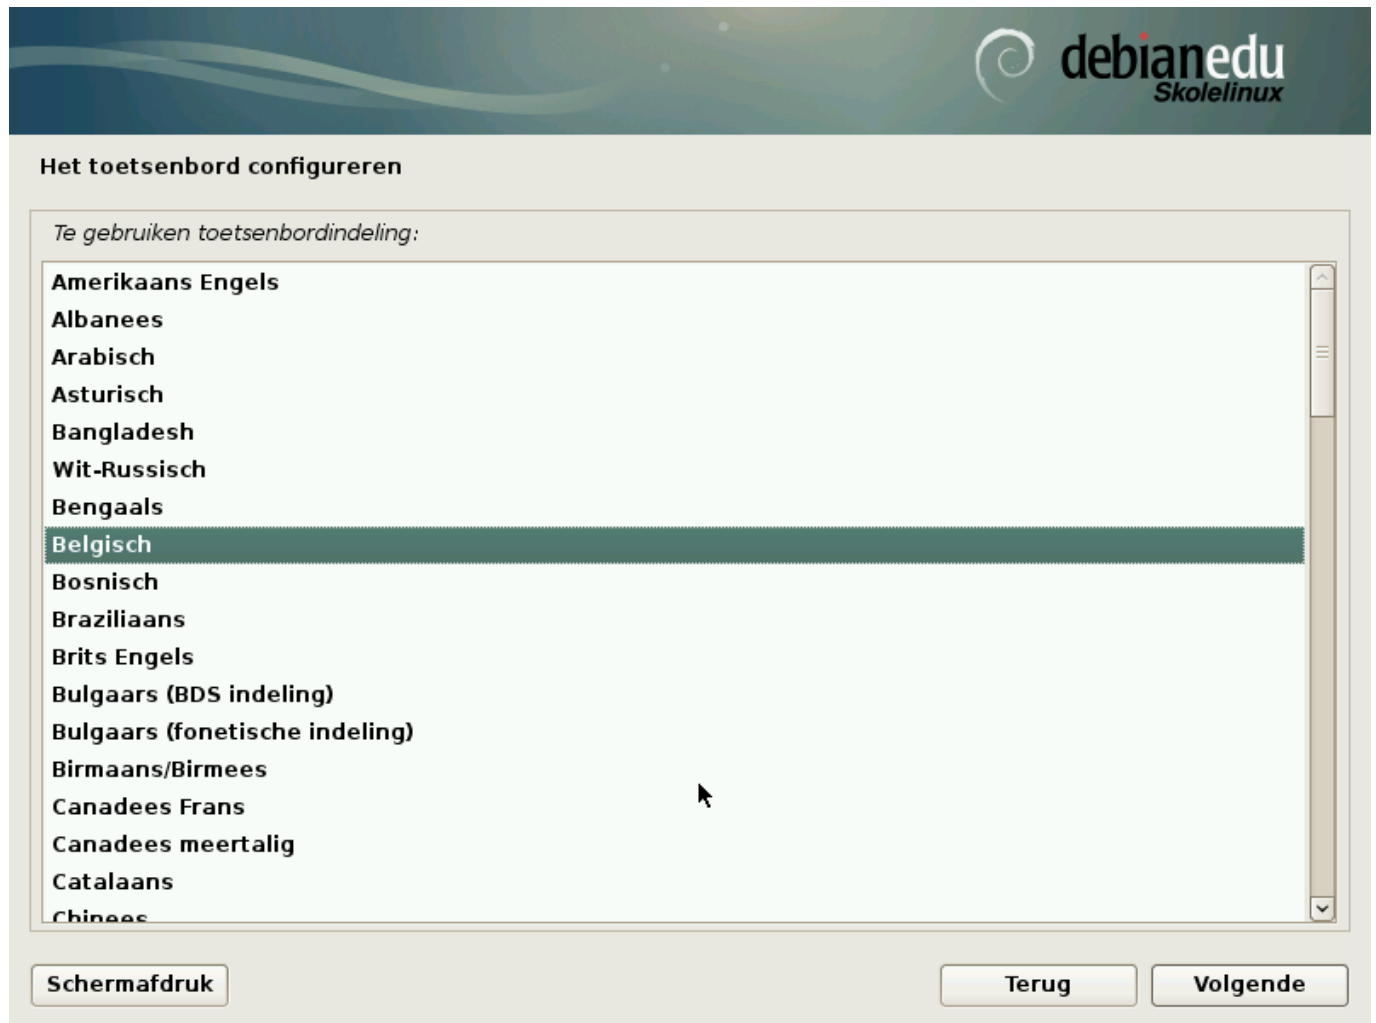 debianedu
Skolelinux
Het toetsenbord configureren
Te gebruiken toetsenbordindeling:
Amerikaans Engels
Albanees
Arabisch
Asturisch
Bangladesh
Wit-Russisch
Bengaals
Belgisch
Bosnisch
Braziliaans
Brits Engels
Bulgaars (BDS indeling)
Bulgaars (fonetische indeling)
Birmaans/Birmees
Canadees Frans
Canadees meertalig
Catalaans
Chinees
Schermafdruk Terug Volgende